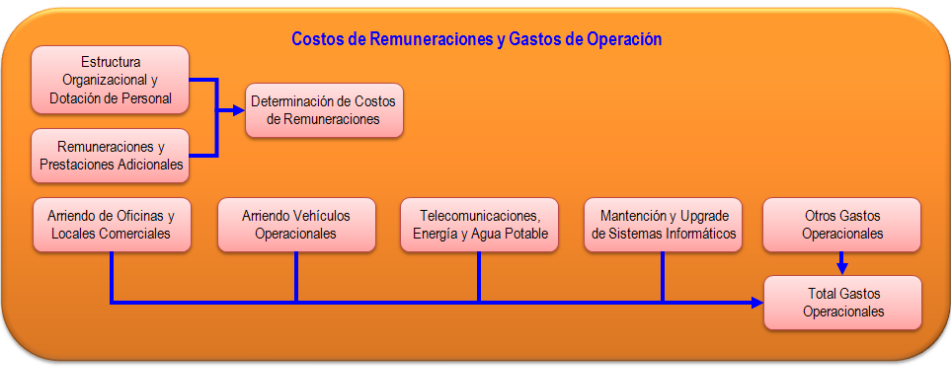 Costos de Remuneraciones y Gastos de Operación
Estructura
Organizacional y
Dotación de Personal
Determinación de Costos
de Remuneraciones
Remuneraciones y
Prestaciones Adicionales
Arriendo de Oficinas y
Locales Comerciales
Arriendo Vehículos
Operacionales
Telecomunicaciones,
Energía y Agua Potable
Mantención y Upgrade
de Sistemas Informáticos
Otros Gastos
Operacionales
Total Gastos
Operacionales